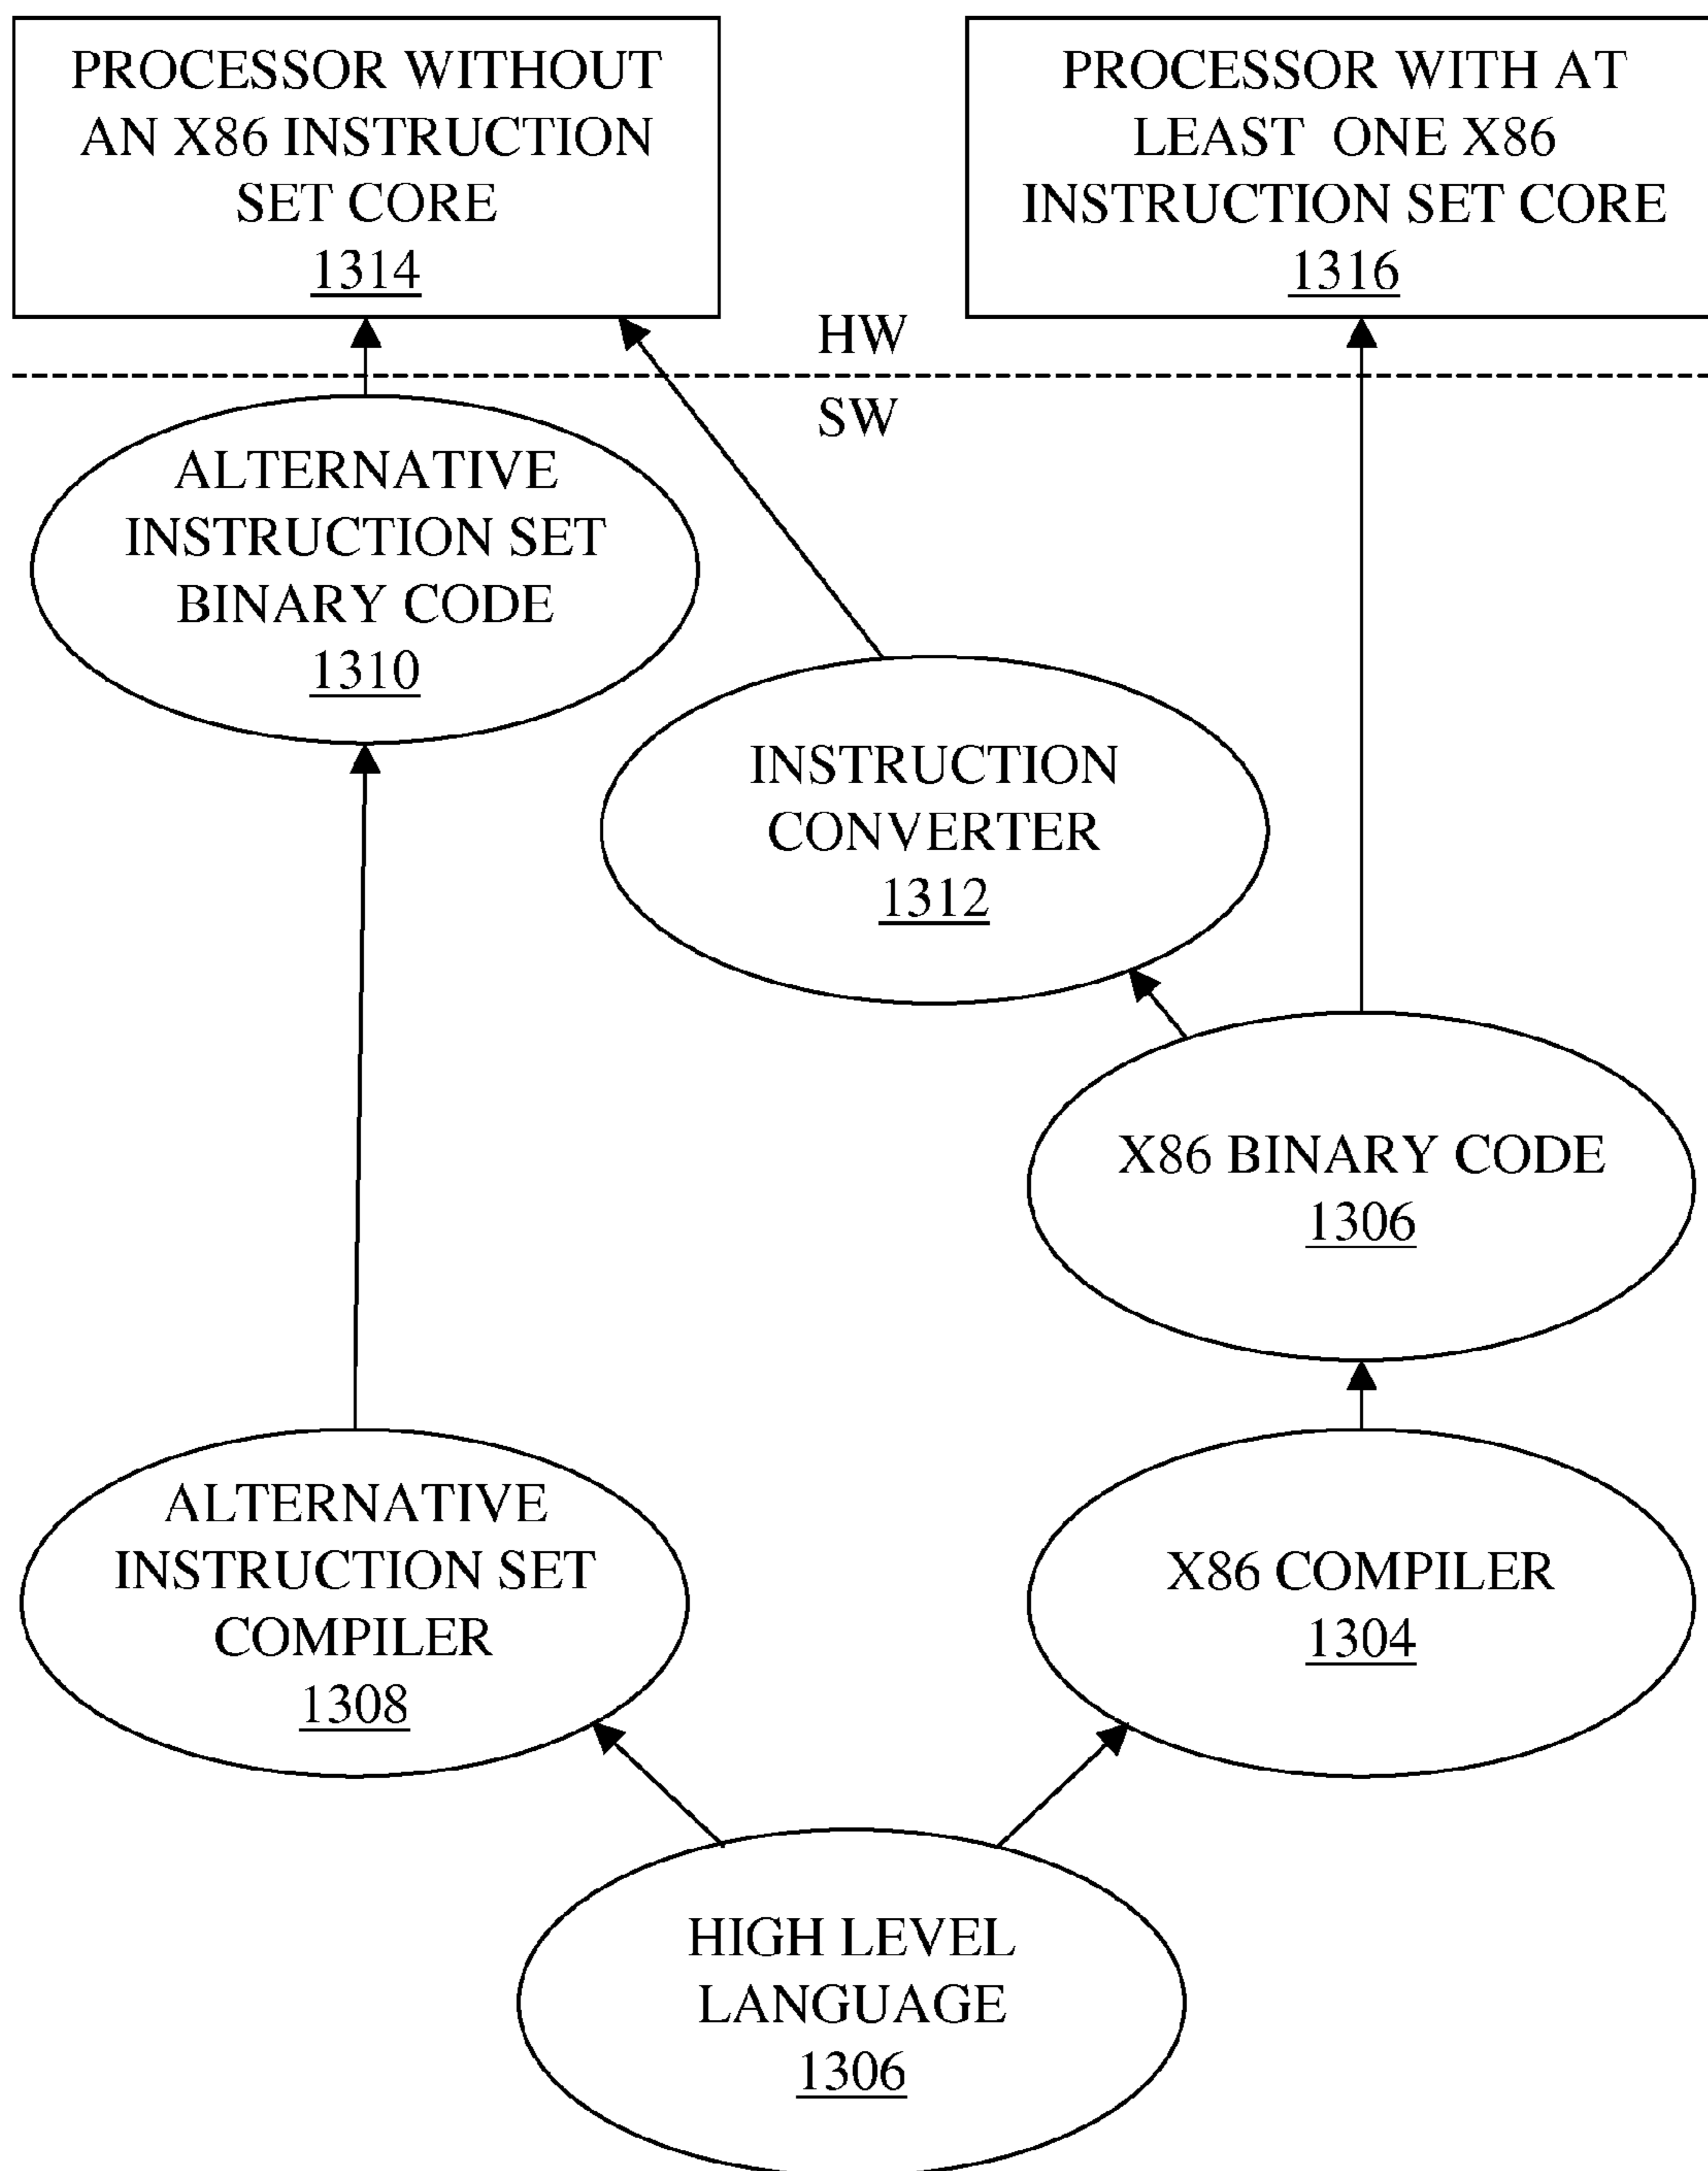 PROCESSOR WITHOUT
AN X86 INSTRUCTION
SET CORE
1314
PROCESSOR WITH AT
LEAST ONE X86
INSTRUCTION SET CORE
1316
HW
SW
ALTERNATIVE
INSTRUCTION SET
BINARY CODE
1310
INSTRUCTION
CONVERTER
1312
X86 BINARY CODE
1306
ALTERNATIVE
INSTRUCTION SET
COMPILER
1308
X86 COMPILER
1304
HIGH LEVEL
LANGUAGE
1306